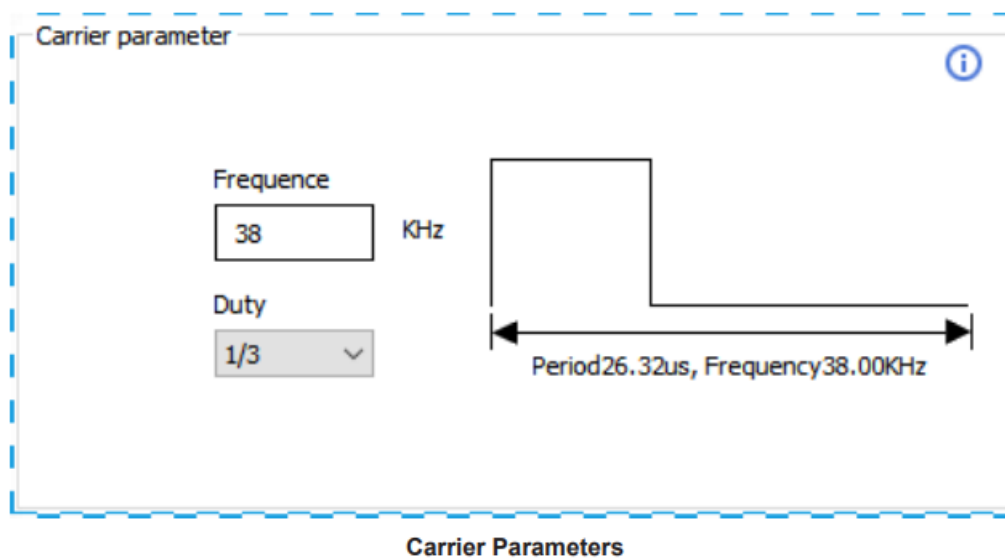 Carrier parameter
Frequence
38 KHz
Duty
1/3
Period26.32us, Frequency38.00KHz
Carrier Parameters